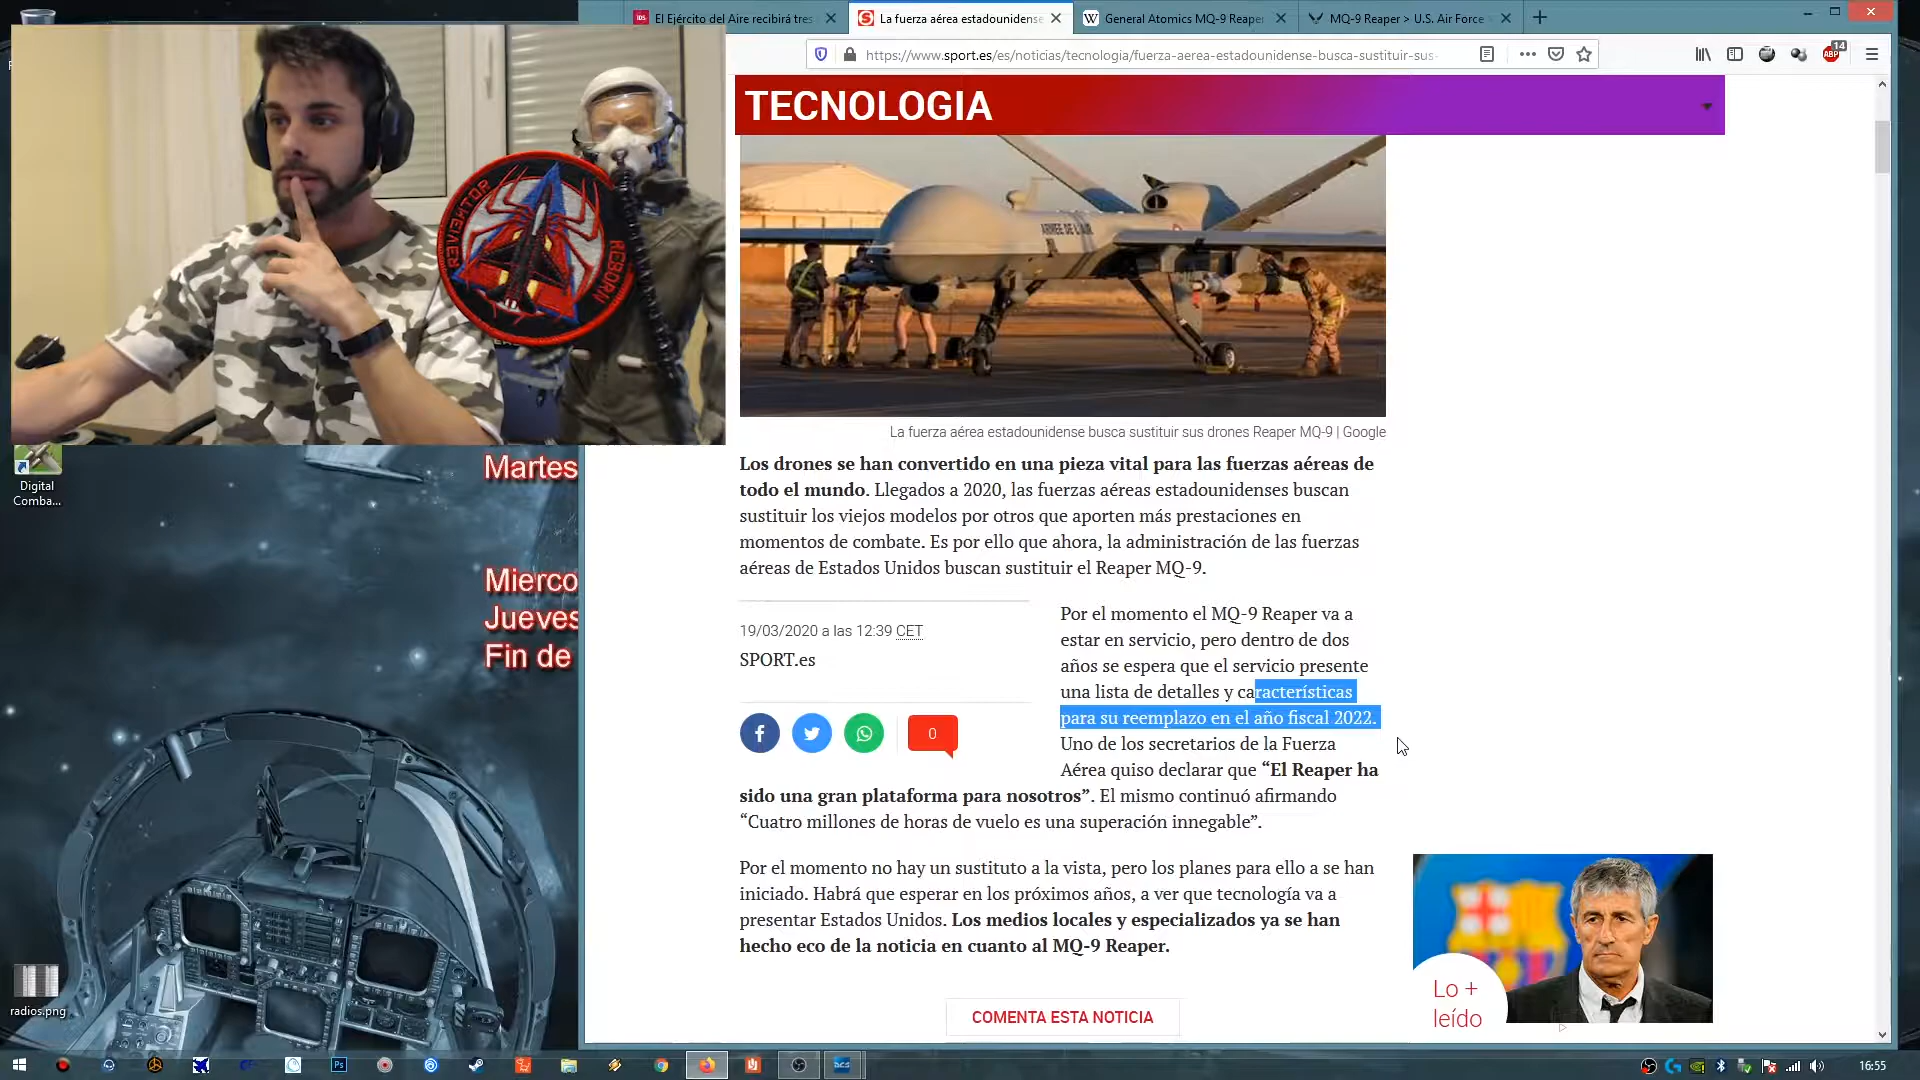 El Ejército del Aire recibirá tres
La fuerza aérea estadounidense
General Atomics MQ-9 Reaper
MQ-9 Reaper > U.S. Air Force
https://www.sport.es/es/noticias/tecnologia/fuerza-aerea-estadounidense-busca-sustituir-sus-
14
ABP
TECNOLOGIA
REVIEWTOR
REBORN
ARMÉE DE L'AIR
La fuerza aérea estadounidense busca sustituir sus drones Reaper MQ-9 | Google
Los drones se han convertido en una pieza vital para las fuerzas aéreas de
todo el mundo. Llegados a 2020, las fuerzas aéreas estadounidenses buscan
sustituir los viejos modelos por otros que aporten más prestaciones en
momentos de combate. Es por ello que ahora, la administración de las fuerzas
aéreas de Estados Unidos buscan sustituir el Reaper MQ-9.
19/03/2020 a las 12:39 CET
SPORT.es
0
Por el momento el MQ-9 Reaper va a
estar en servicio, pero dentro de dos
años se espera que el servicio presente
una lista de detalles y características
para su reemplazo en el año fiscal 2022.
Uno de los secretarios de la Fuerza
Aérea quiso declarar que “El Reaper ha
sido una gran plataforma para nosotros”. El mismo continuó afirmando
“Cuatro millones de horas de vuelo es una superación innegable”.
Por el momento no hay un sustituto a la vista, pero los planes para ello a se han
iniciado. Habrá que esperar en los próximos años, a ver que tecnología va a
presentar Estados Unidos. Los medios locales y especializados ya se han
hecho eco de la noticia en cuanto al MQ-9 Reaper.
COMENTA ESTA NOTICIA
Lo +
leído
Digital
Comba...
Martes
Mierco
Jueves
Fin de
radios.png
16:55